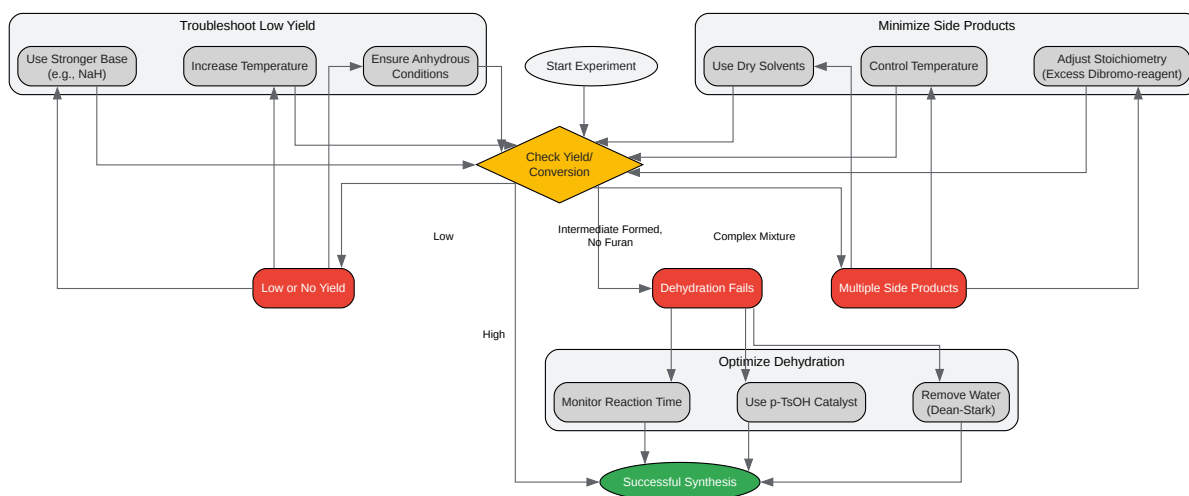 Troubleshoot Low Yield
Minimize Side Products
Use Stronger Base
(e.g., NaH)
Increase Temperature
Ensure Anhydrous
Conditions
Start Experiment
Use Dry Solvents
Control Temperature
Adjust Stoichiometry
(Excess Dibromo-reagent)
Check Yield/
Conversion
Low
Intermediate Formed,
No Furan
Complex Mixture
Low or No Yield
Dehydration Fails
Multiple Side Products
High
Optimize Dehydration
Monitor Reaction Time
Use p-TsOH Catalyst
Remove Water
(Dean-Stark)
Successful Synthesis